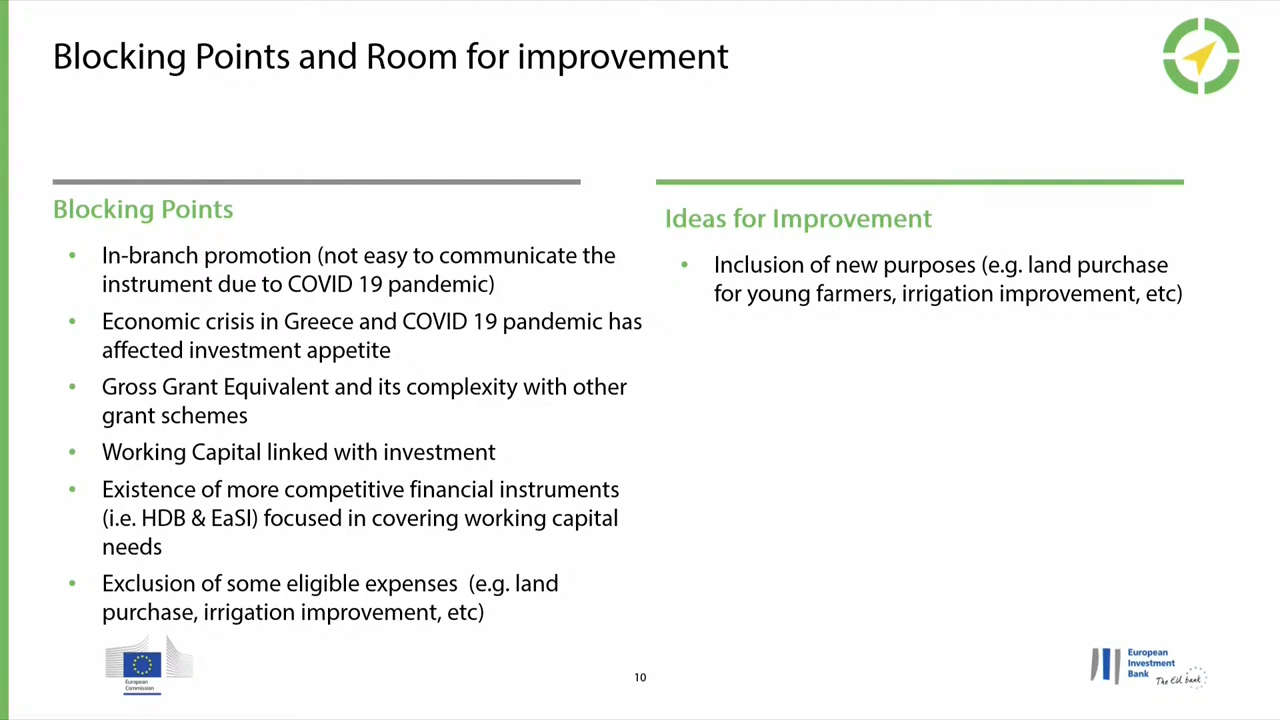 Blocking Points and Room for improvement
Blocking Points
• In-branch promotion (not easy to communicate the
instrument due to COVID 19 pandemic)
• Economic crisis in Greece and COVID 19 pandemic has
affected investment appetite
• Gross Grant Equivalent and its complexity with other
grant schemes
• Working Capital linked with investment
• Existence of more competitive financial instruments
(i.e. HDB & EaSI) focused in covering working capital
needs
• Exclusion of some eligible expenses  (e.g. land
purchase, irrigation improvement, etc)
Ideas for Improvement
• Inclusion of new purposes (e.g. land purchase
for young farmers, irrigation improvement, etc)
European
Commission
10
European
Investment
Bank
The EU bank